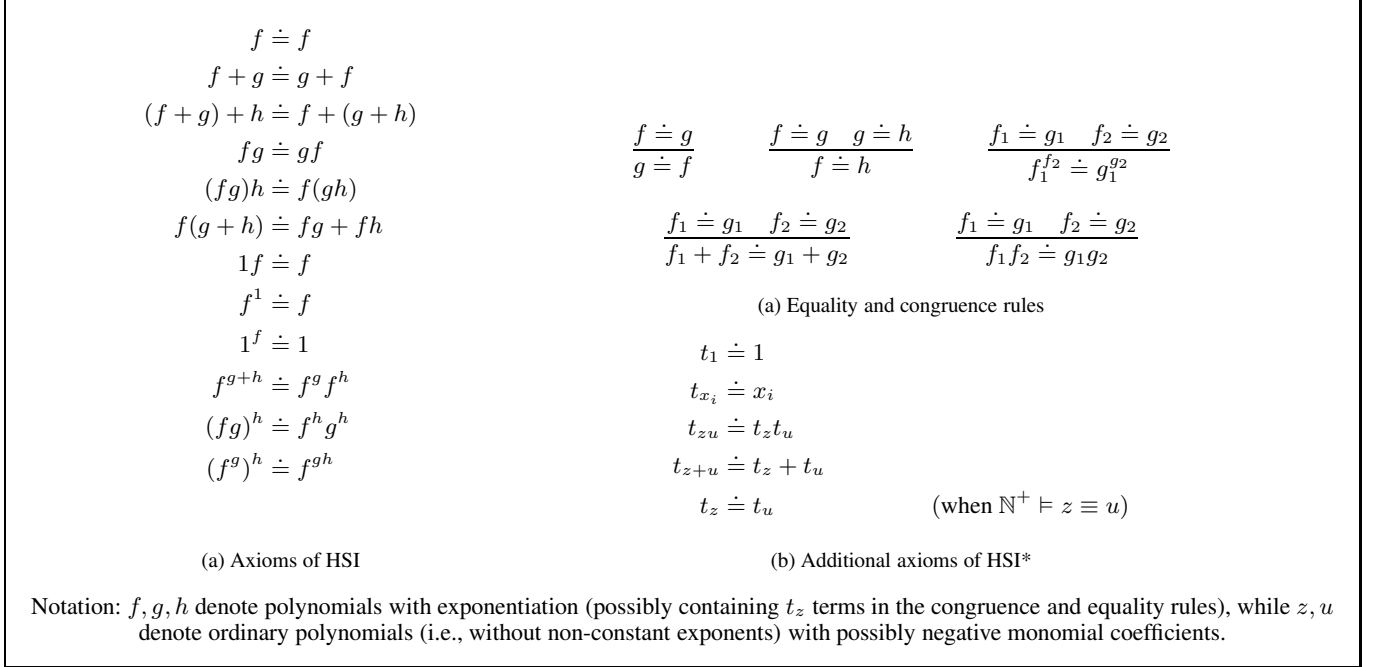 f ≐ f
f + g ≐ g + f
(f + g) + h ≐ f + (g + h)
fg ≐ gf
(fg)h ≐ f(gh)
f(g + h) ≐ fg + fh
1f ≐ f
f^1 ≐ f
1^f ≐ 1
f^{g+h} ≐ f^g f^h
(fg)^h ≐ f^h g^h
(f^g)^h ≐ f^{gh}
(a) Axioms of HSI
f ≐ g    f ≐ g   g ≐ h    f_1 ≐ g_1   f_2 ≐ g_2
g ≐ f    f ≐ h    f_1^{f_2} ≐ g_1^{g_2}
f_1 ≐ g_1   f_2 ≐ g_2    f_1 ≐ g_1   f_2 ≐ g_2
f_1 + f_2 ≐ g_1 + g_2    f_1 f_2 ≐ g_1 g_2
(a) Equality and congruence rules
t_1 ≐ 1
t_{x_i} ≐ x_i
t_{zu} ≐ t_z t_u
t_{z+u} ≐ t_z + t_u
t_z ≐ t_u (when ℕ^+ ⊨ z ≡ u)
(b) Additional axioms of HSI*
Notation: f, g, h denote polynomials with exponentiation (possibly containing t_z terms in the congruence and equality rules), while z, u
denote ordinary polynomials (i.e., without non-constant exponents) with possibly negative monomial coefficients.